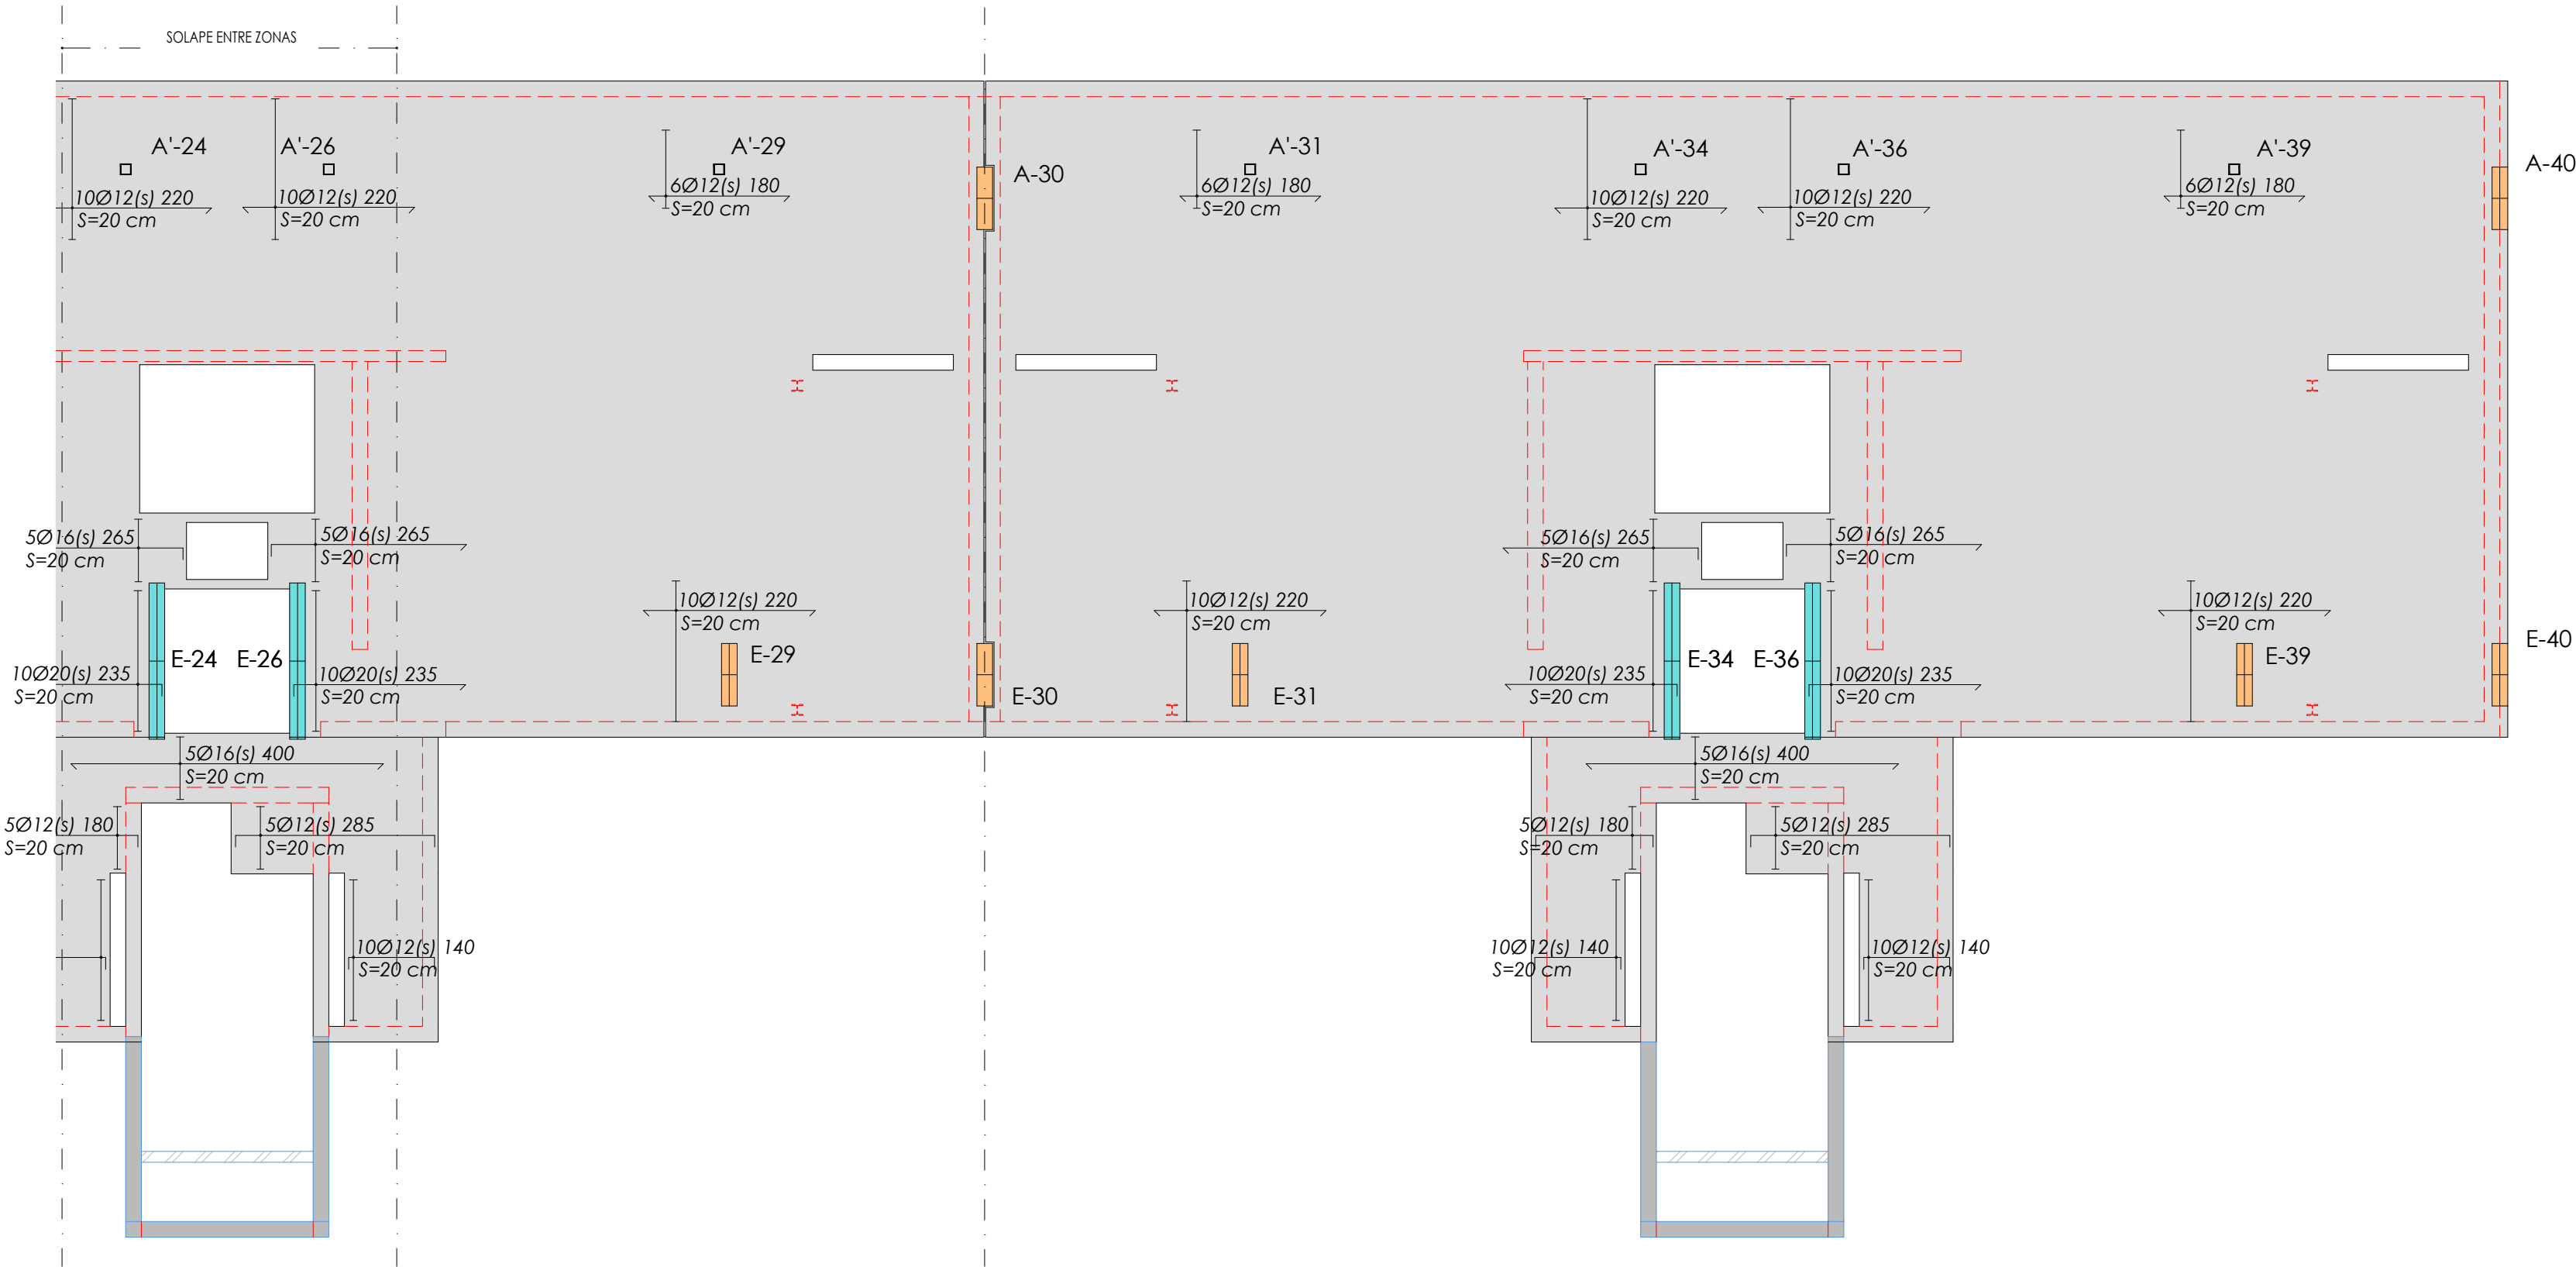 SOLAPE ENTRE ZONAS
A'-24
A'-26
A'-29
A'-31
A'-34
A'-36
A'-39
A-30
A-40
10Ø12(s) 220
S=20 cm
10Ø12(s) 220
S=20 cm
6Ø12(s) 180
S=20 cm
6Ø12(s) 180
S=20 cm
10Ø12(s) 220
S=20 cm
10Ø12(s) 220
S=20 cm
6Ø12(s) 180
S=20 cm
5Ø16(s) 265
S=20 cm
5Ø16(s) 265
S=20 cm
5Ø16(s) 265
S=20 cm
5Ø16(s) 265
S=20 cm
10Ø12(s) 220
S=20 cm
10Ø12(s) 220
S=20 cm
10Ø12(s) 220
S=20 cm
E-24
E-26
E-29
E-30
E-31
E-34
E-36
E-39
E-40
10Ø20(s) 235
S=20 cm
10Ø20(s) 235
S=20 cm
10Ø20(s) 235
S=20 cm
10Ø20(s) 235
S=20 cm
5Ø16(s) 400
S=20 cm
5Ø16(s) 400
S=20 cm
5Ø12(s) 180
S=20 cm
5Ø12(s) 285
S=20 cm
5Ø12(s) 180
S=20 cm
5Ø12(s) 285
S=20 cm
10Ø12(s) 140
S=20 cm
10Ø12(s) 140
S=20 cm
10Ø12(s) 140
S=20 cm